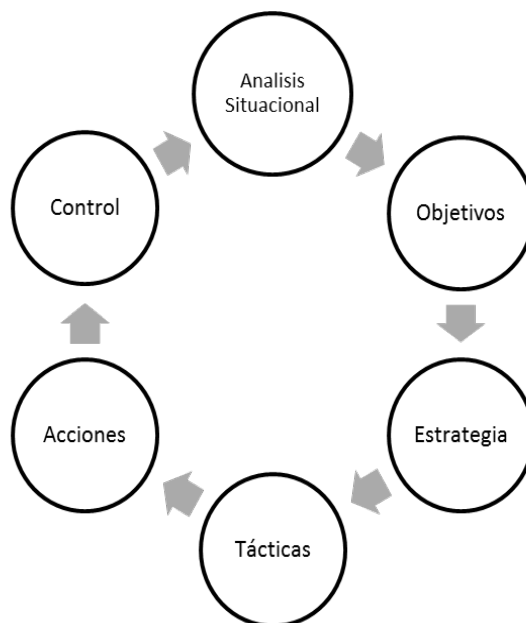 Analisis
Situacional
Objetivos
Estrategia
Tácticas
Acciones
Control